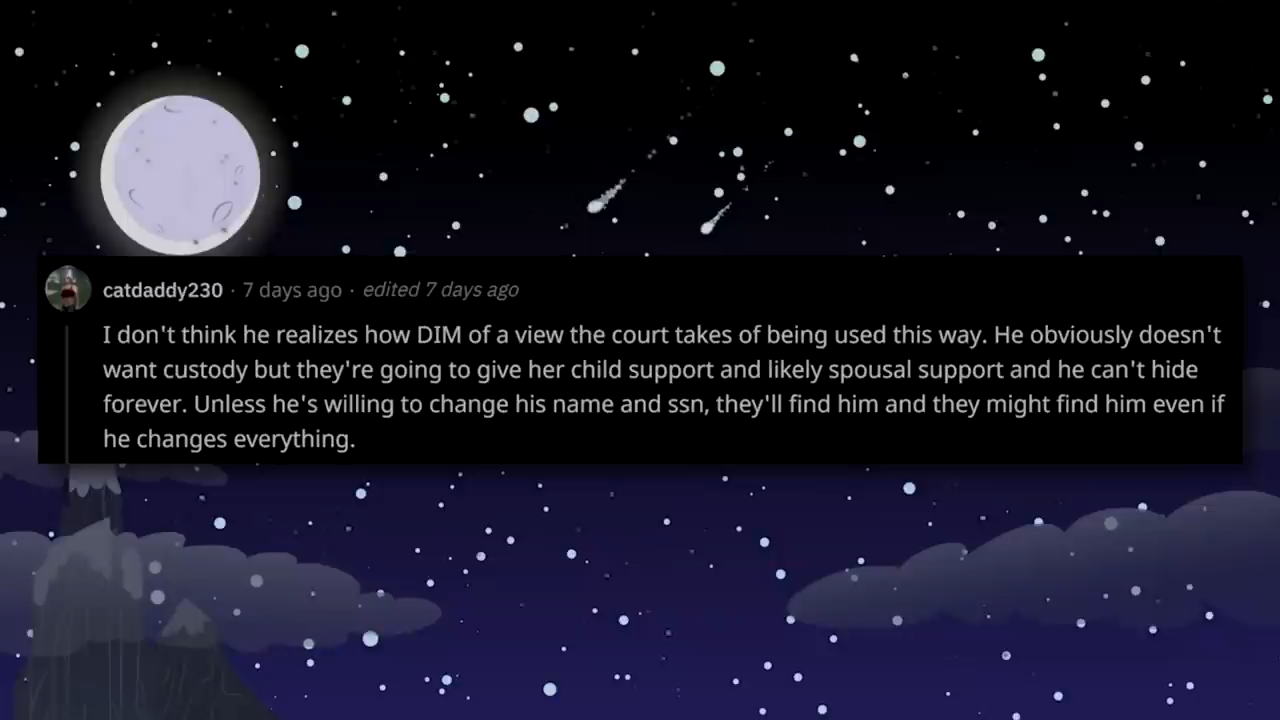 catdaddy230 · 7 days ago · edited 7 days ago
I don't think he realizes how DIM of a view the court takes of being used this way. He obviously doesn't
want custody but they're going to give her child support and likely spousal support and he can't hide
forever. Unless he's willing to change his name and ssn, they'll find him and they might find him even if
he changes everything.